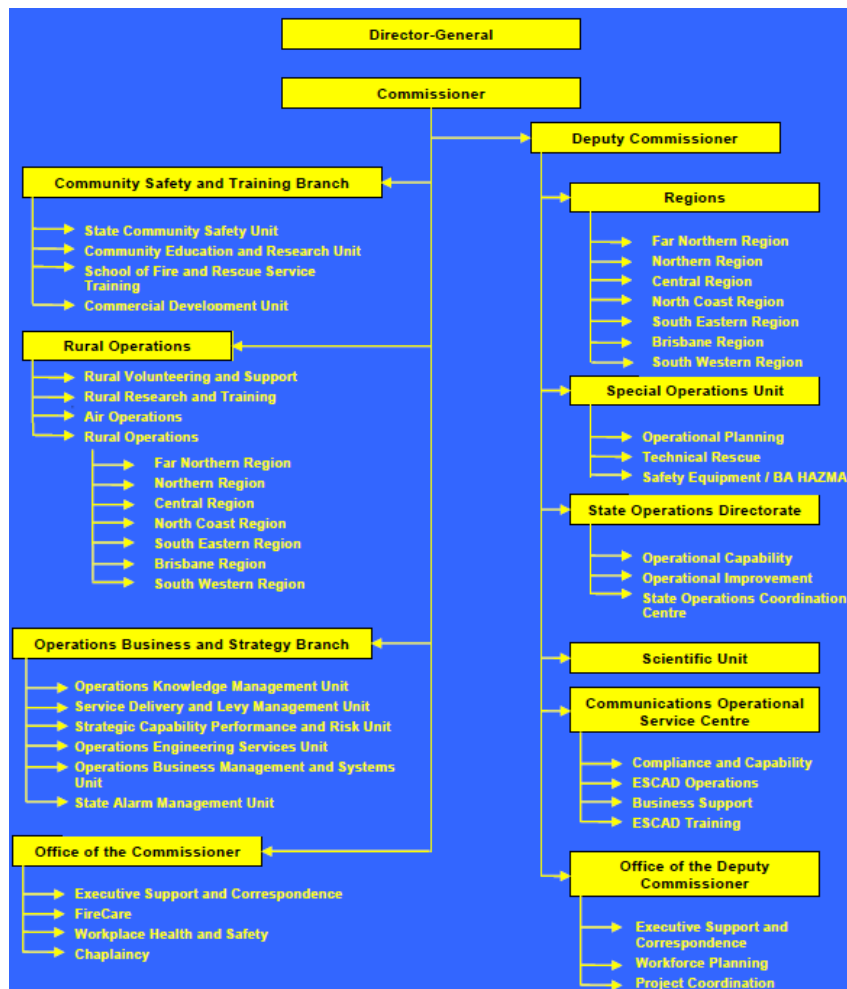 Director-General
Commissioner
Deputy Commissioner
Community Safety and Training Branch
State Community Safety Unit
Community Education and Research Unit
School of Fire and Rescue Service
Training
Commercial Development Unit
Rural Operations
Rural Volunteering and Support
Rural Research and Training
Air Operations
Rural Operations
Far Northern Region
Northern Region
Central Region
North Coast Region
South Eastern Region
Brisbane Region
South Western Region
Operations Business and Strategy Branch
Operations Knowledge Management Unit
Service Delivery and Levy Management Unit
Strategic Capability Performance and Risk Unit
Operations Engineering Services Unit
Operations Business Management and Systems
Unit
State Alarm Management Unit
Office of the Commissioner
Executive Support and Correspondence
FireCare
Workplace Health and Safety
Chaplaincy
Regions
Far Northern Region
Northern Region
Central Region
North Coast Region
South Eastern Region
Brisbane Region
South Western Region
Special Operations Unit
Operational Planning
Technical Rescue
Safety Equipment / BA HAZMA
State Operations Directorate
Operational Capability
Operational Improvement
State Operations Coordination
Centre
Scientific Unit
Communications Operational
Service Centre
Compliance and Capability
ESCAD Operations
Business Support
ESCAD Training
Office of the Deputy
Commissioner
Executive Support and
Correspondence
Workforce Planning
Project Coordination